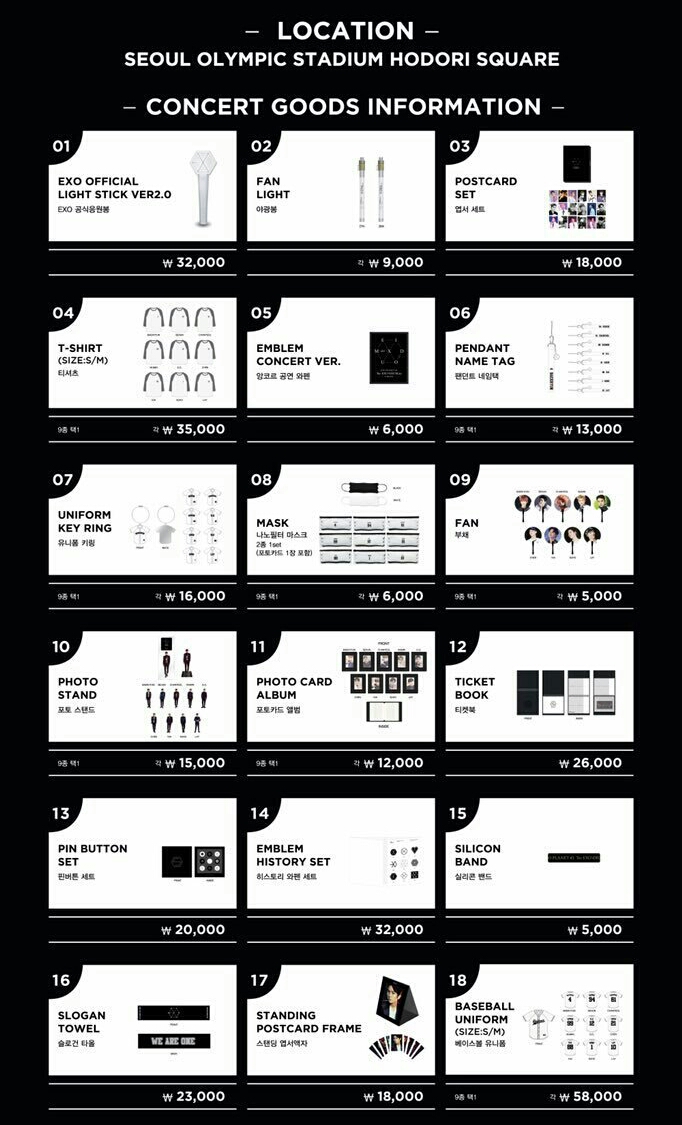 – LOCATION –
SEOUL OLYMPIC STADIUM HODORI SQUARE
– CONCERT GOODS INFORMATION –
01
EXO OFFICIAL
LIGHT STICK VER2.0
EXO 공식응원봉
₩ 32,000
02
FAN
LIGHT
야광봉
각 ₩ 9,000
03
POSTCARD
SET
엽서 세트
₩ 18,000
04
T-SHIRT
(SIZE:S/M)
티셔츠
9종 택1 각 ₩ 35,000
05
EMBLEM
CONCERT VER.
앙코르 공연 와펜
₩ 6,000
06
PENDANT
NAME TAG
팬던트 네임택
9종 택1 각 ₩ 13,000
07
UNIFORM
KEY RING
유니폼 키링
FRONT BACK
9종 택1 각 ₩ 16,000
08
MASK
나노필터 마스크
2종 1set
(포토카드 1장 포함)
BLACK
WHITE
9종 택1 각 ₩ 6,000
09
FAN
부채
9종 택1 각 ₩ 5,000
10
PHOTO
STAND
포토 스탠드
9종 택1 각 ₩ 15,000
11
PHOTO CARD
ALBUM
포토카드 앨범
FRONT
INSIDE
9종 택1 각 ₩ 12,000
12
TICKET
BOOK
티켓북
FRONT INSIDE
₩ 26,000
13
PIN BUTTON
SET
핀버튼 세트
FRONT INSIDE
₩ 20,000
14
EMBLEM
HISTORY SET
히스토리 와펜 세트
₩ 32,000
15
SILICON
BAND
실리콘 밴드
₩ 5,000
16
SLOGAN
TOWEL
슬로건 타올
FRONT
WE ARE ONE
BACK
₩ 23,000
17
STANDING
POSTCARD FRAME
스탠딩 엽서액자
₩ 18,000
18
BASEBALL
UNIFORM
(SIZE:S/M)
베이스볼 유니폼
FRONT
9종 택1 각 ₩ 58,000